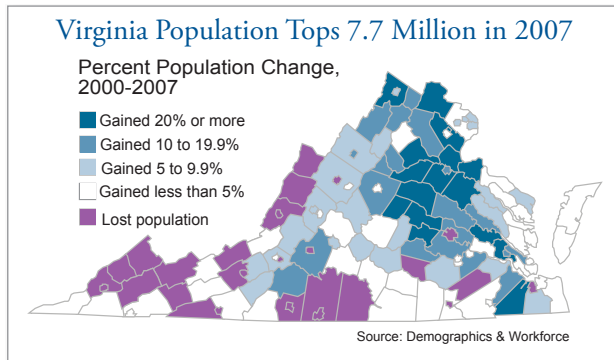 Virginia Population Tops 7.7 Million in 2007
Percent Population Change,
2000-2007
Gained 20% or more
Gained 10 to 19.9%
Gained 5 to 9.9%
Gained less than 5%
Lost population
Source: Demographics & Workforce